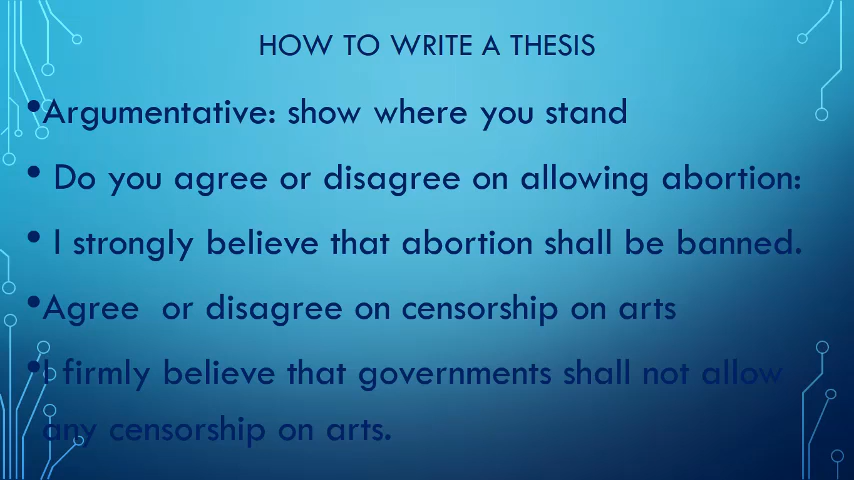 HOW TO WRITE A THESIS
•Argumentative: show where you stand
• Do you agree or disagree on allowing abortion:
• I strongly believe that abortion shall be banned.
•Agree  or disagree on censorship on arts
•I firmly believe that governments shall not allow
any censorship on arts.